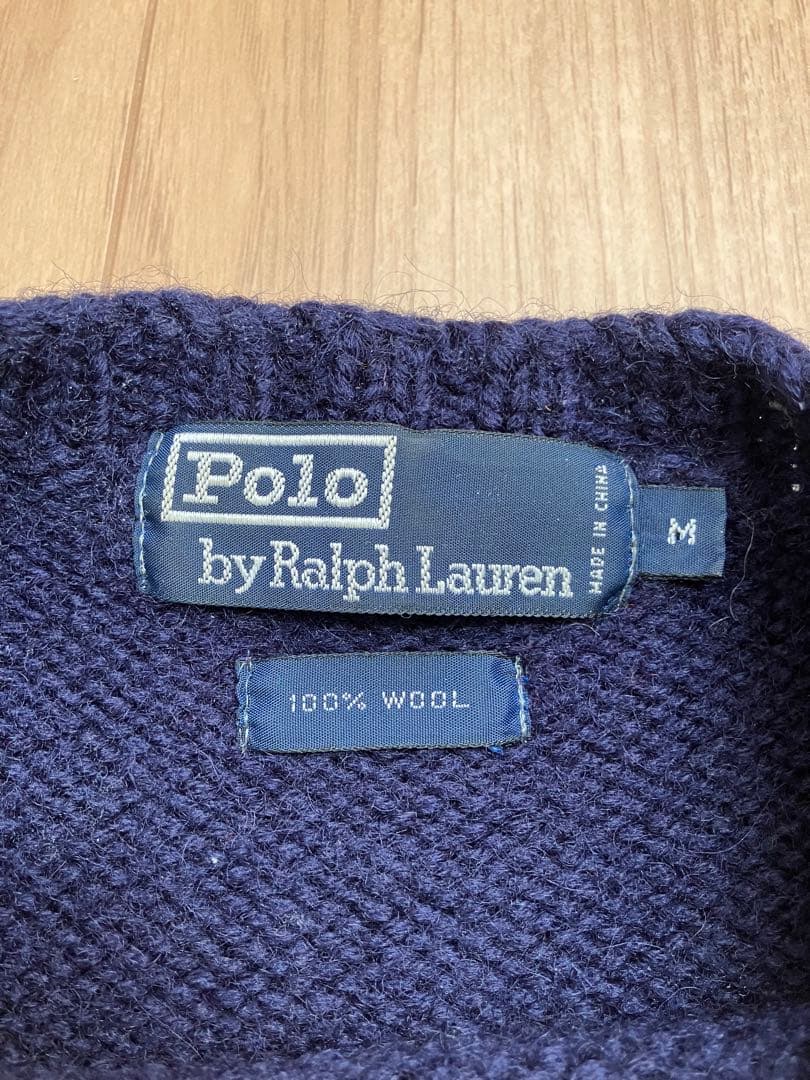 Polo
by Ralph Lauren
MADE IN CHINA
M
100% WOOL